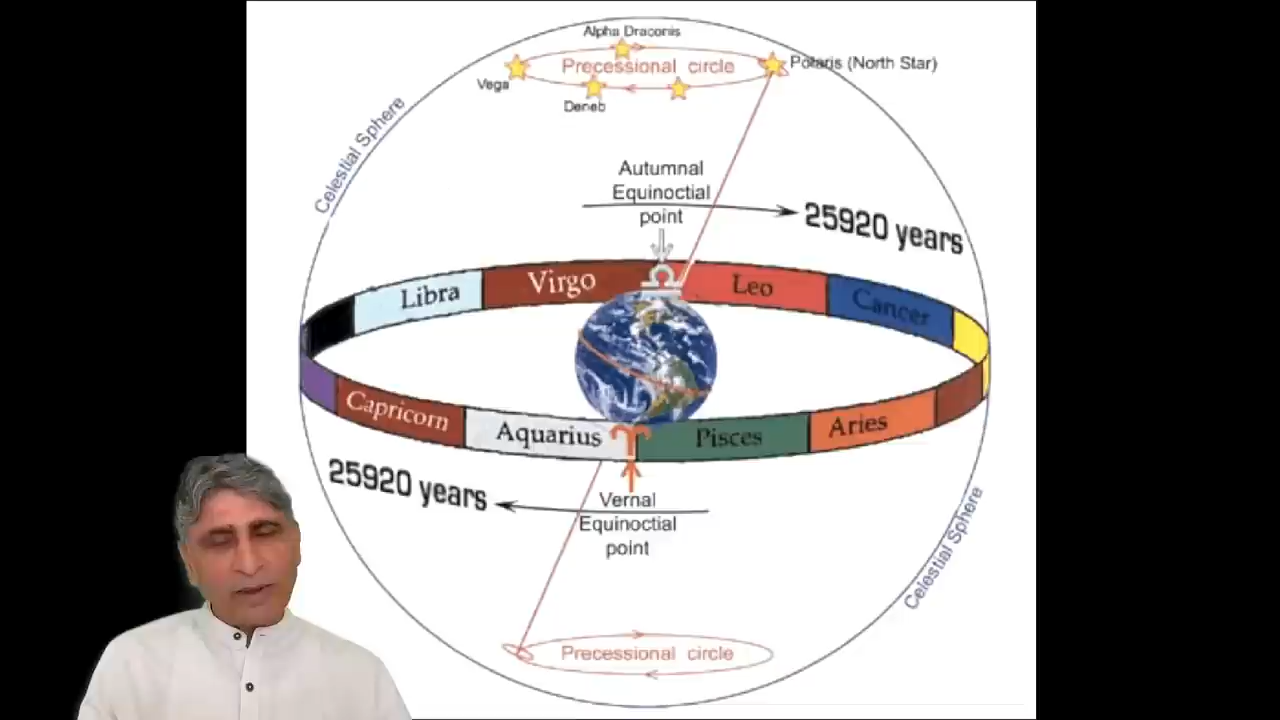 Alpha Draconis
Precessional circle
Polaris (North Star)
Vega
Deneb
Celestial Sphere
Autumnal
Equinoctial
point
25920 years
Libra
Virgo
Leo
Cancer
Capricorn
Aquarius
Pisces
Aries
25920 years
Vernal
Equinoctial
point
Celestial Sphere
Precessional circle